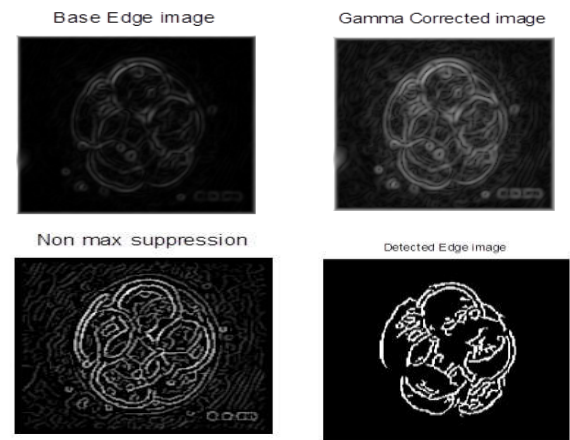 Base Edge image
Gamma Corrected image
Non max suppression
Detected Edge image